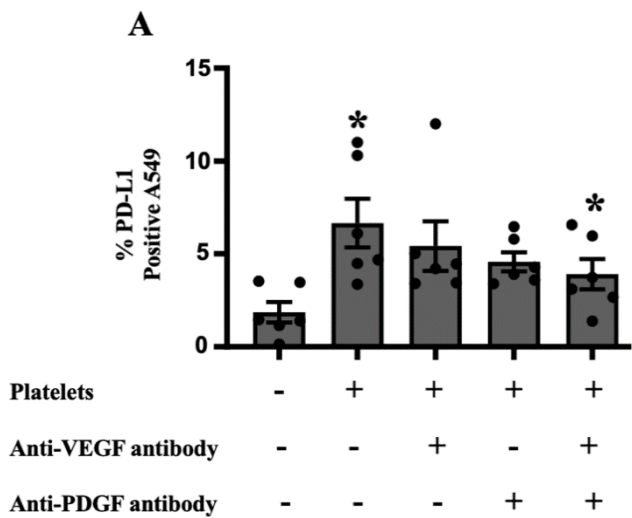 A
15
10
5
0
% PD-L1
Positive A549
*
*
Platelets - + + + +
Anti-VEGF antibody - - + - +
Anti-PDGF antibody - - - + +